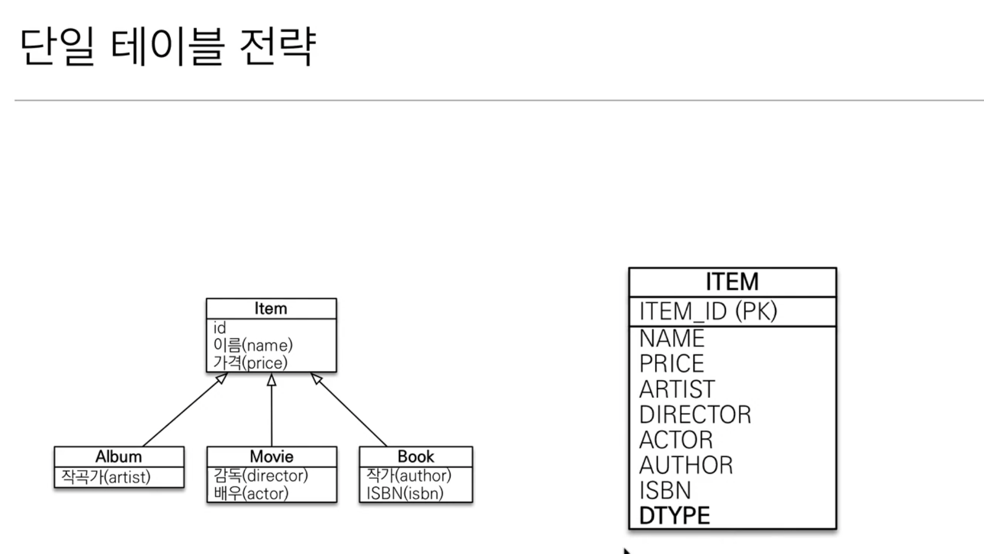 단일 테이블 전략
Item
id
이름(name)
가격(price)
Album
작곡가(artist)
Movie
감독(director)
배우(actor)
Book
작가(author)
ISBN(isbn)
ITEM
ITEM_ID (PK)
NAME
PRICE
ARTIST
DIRECTOR
ACTOR
AUTHOR
ISBN
DTYPE